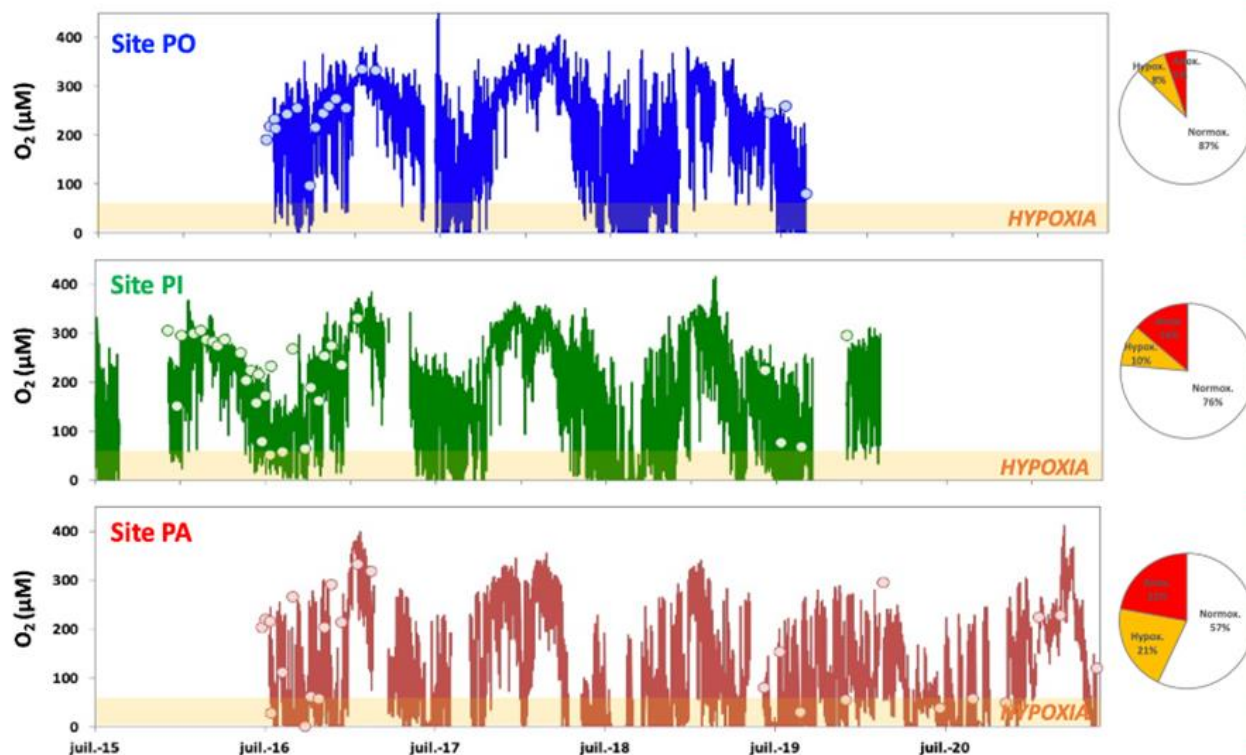 Site PO
O₂ (µM)
400
300
200
100
0
HYPOXIA
Hypox.
8%
Normox.
87%
Site PI
O₂ (µM)
400
300
200
100
0
HYPOXIA
Hypox.
10%
Normox.
76%
Site PA
O₂ (µM)
400
300
200
100
0
HYPOXIA
Hypox.
21%
Normox.
57%
juil.-15
juil.-16
juil.-17
juil.-18
juil.-19
juil.-20